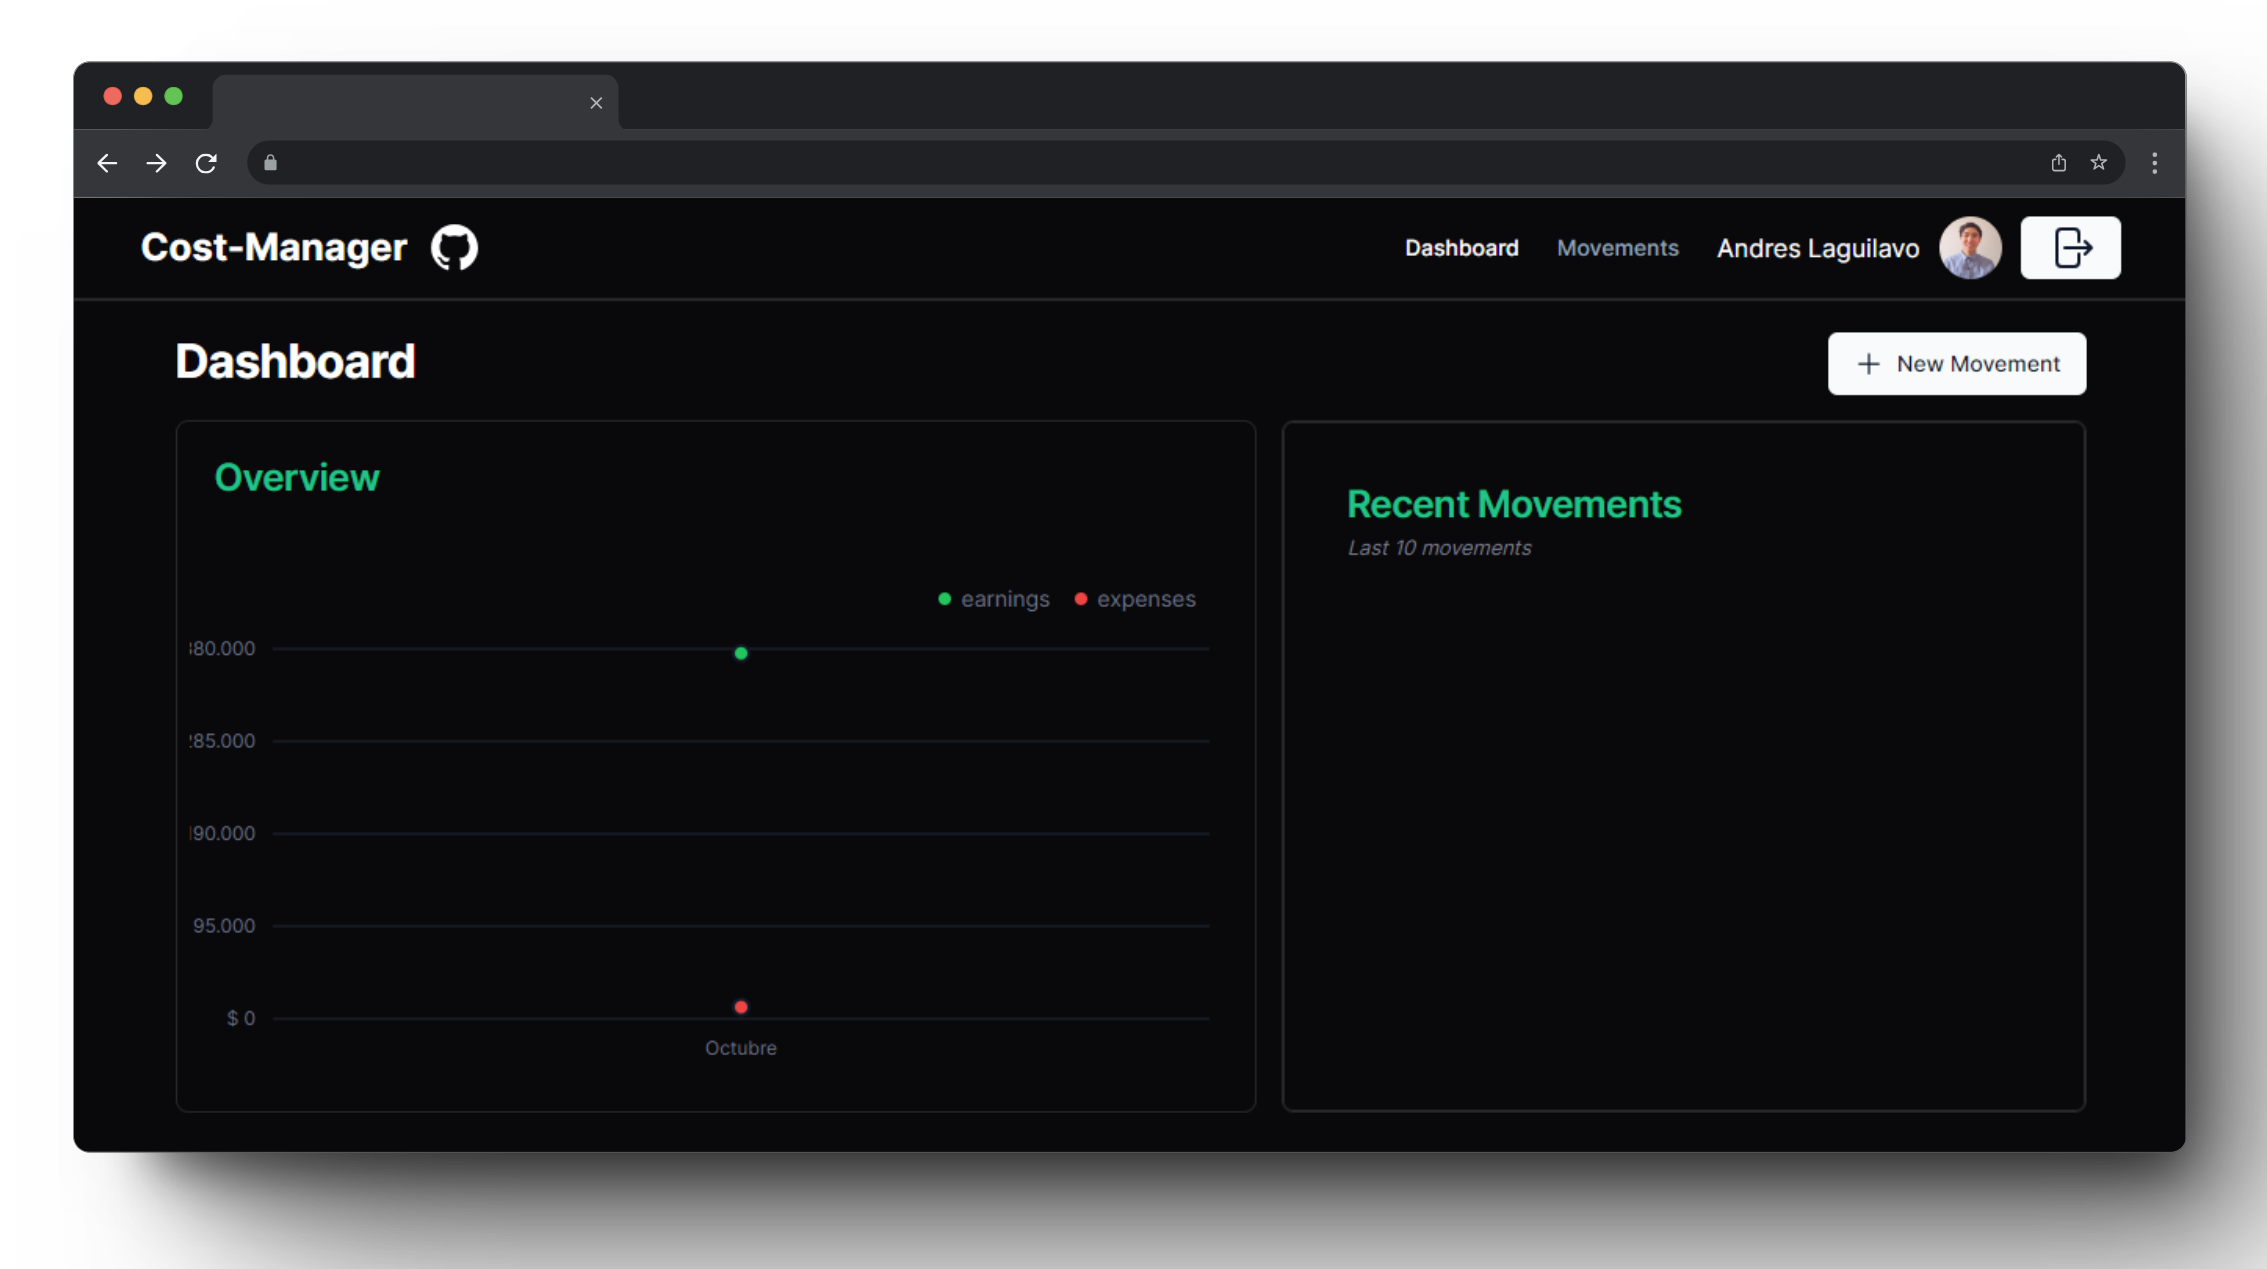 Cost-Manager
Dashboard Movements Andres Laguilavo
Dashboard
+ New Movement
Overview
earnings expenses
80.000
85.000
90.000
95.000
$ 0
Octubre
Recent Movements
Last 10 movements